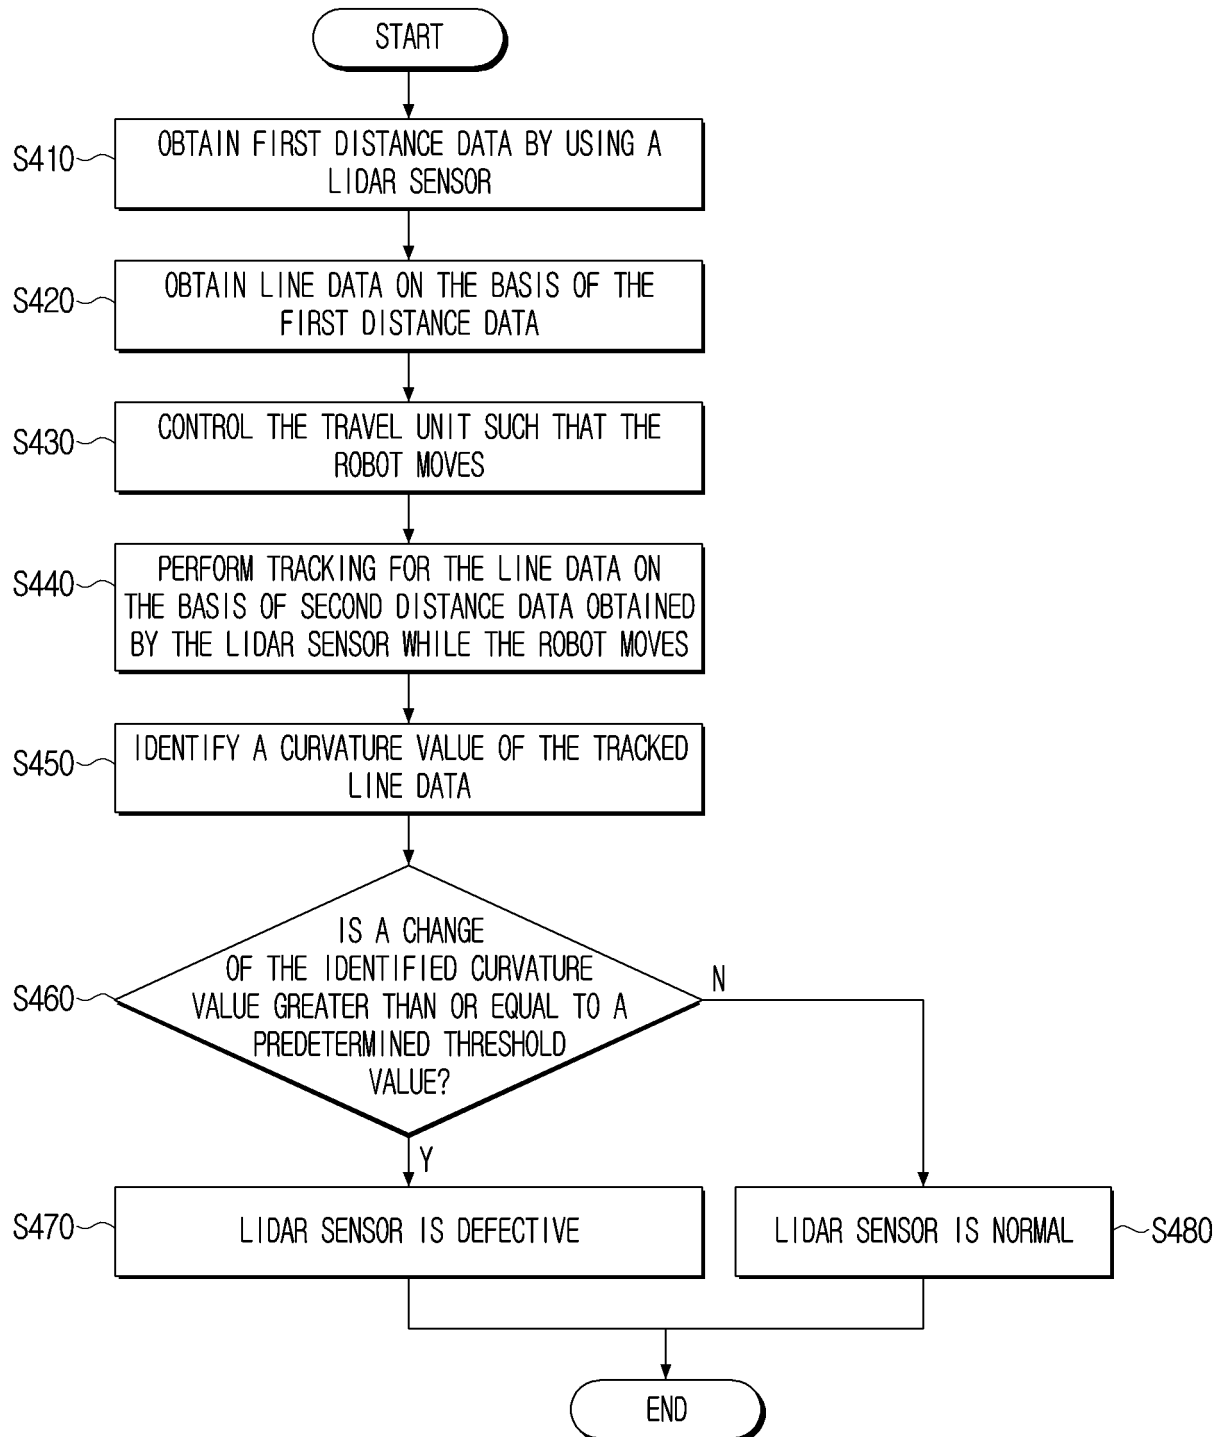 START
S410
OBTAIN FIRST DISTANCE DATA BY USING A
LIDAR SENSOR
S420
OBTAIN LINE DATA ON THE BASIS OF THE
FIRST DISTANCE DATA
S430
CONTROL THE TRAVEL UNIT SUCH THAT THE
ROBOT MOVES
S440
PERFORM TRACKING FOR THE LINE DATA ON
THE BASIS OF SECOND DISTANCE DATA OBTAINED
BY THE LIDAR SENSOR WHILE THE ROBOT MOVES
S450
IDENTIFY A CURVATURE VALUE OF THE TRACKED
LINE DATA
S460
IS A CHANGE
OF THE IDENTIFIED CURVATURE
VALUE GREATER THAN OR EQUAL TO A
PREDETERMINED THRESHOLD
VALUE?
N
Y
S470
LIDAR SENSOR IS DEFECTIVE
LIDAR SENSOR IS NORMAL
S480
END